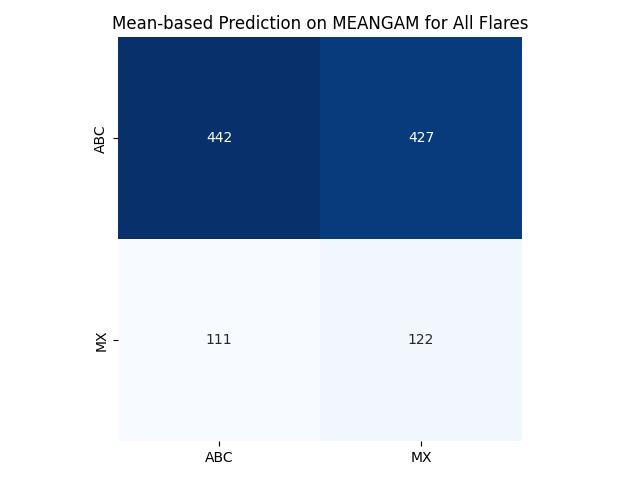 Mean-based Prediction on MEANGAM for All Flares
ABC
442
427
MX
111
122
ABC
MX